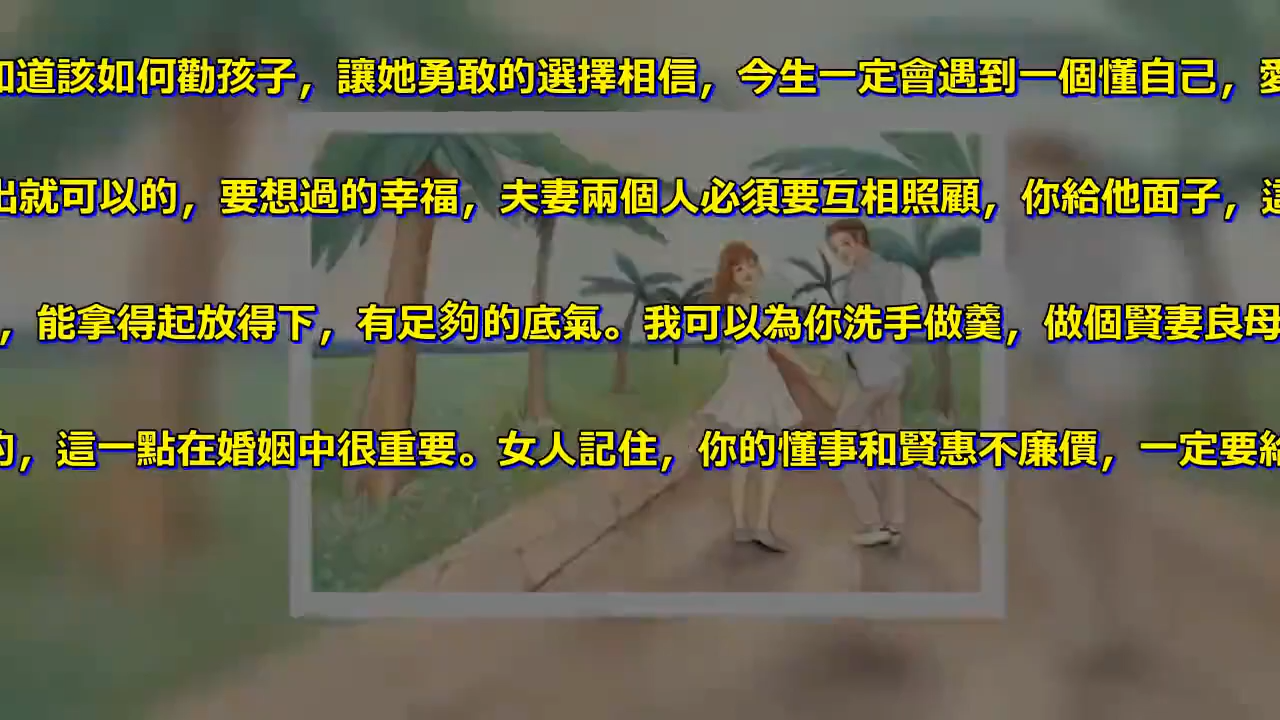 知道該如何勸孩子，讓她勇敢的選擇相信，今生一定會遇到一個懂自己，愛
出就可以的，要想過的幸福，夫妻兩個人必須要互相照顧，你給他面子，這
，能拿得起放得下，有足夠的底氣。我可以為你洗手做羹，做個賢妻良母
的，這一點在婚姻中很重要。女人記住，你的懂事和賢惠不廉價，一定要給